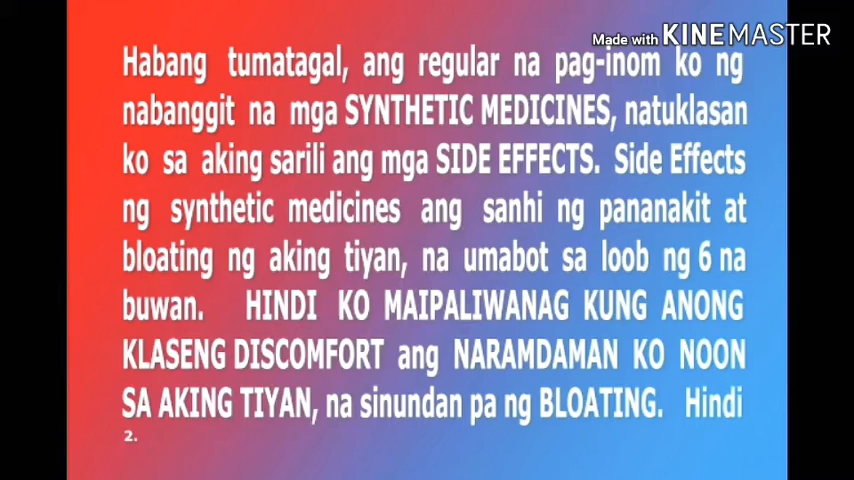 Made with KINEMASTER
Habang tumatagal, ang regular na pag-inom ko ng
nabanggit na mga SYNTHETIC MEDICINES, natuklasan
ko sa aking sarili ang mga SIDE EFFECTS. Side Effects
ng synthetic medicines ang sanhi ng pananakit at
bloating ng aking tiyan, na umabot sa loob ng 6 na
buwan. HINDI KO MAIPALIWANAG KUNG ANONG
KLASENG DISCOMFORT ang NARAMDAMAN KO NOON
SA AKING TIYAN, na sinundan pa ng BLOATING. Hindi
2.